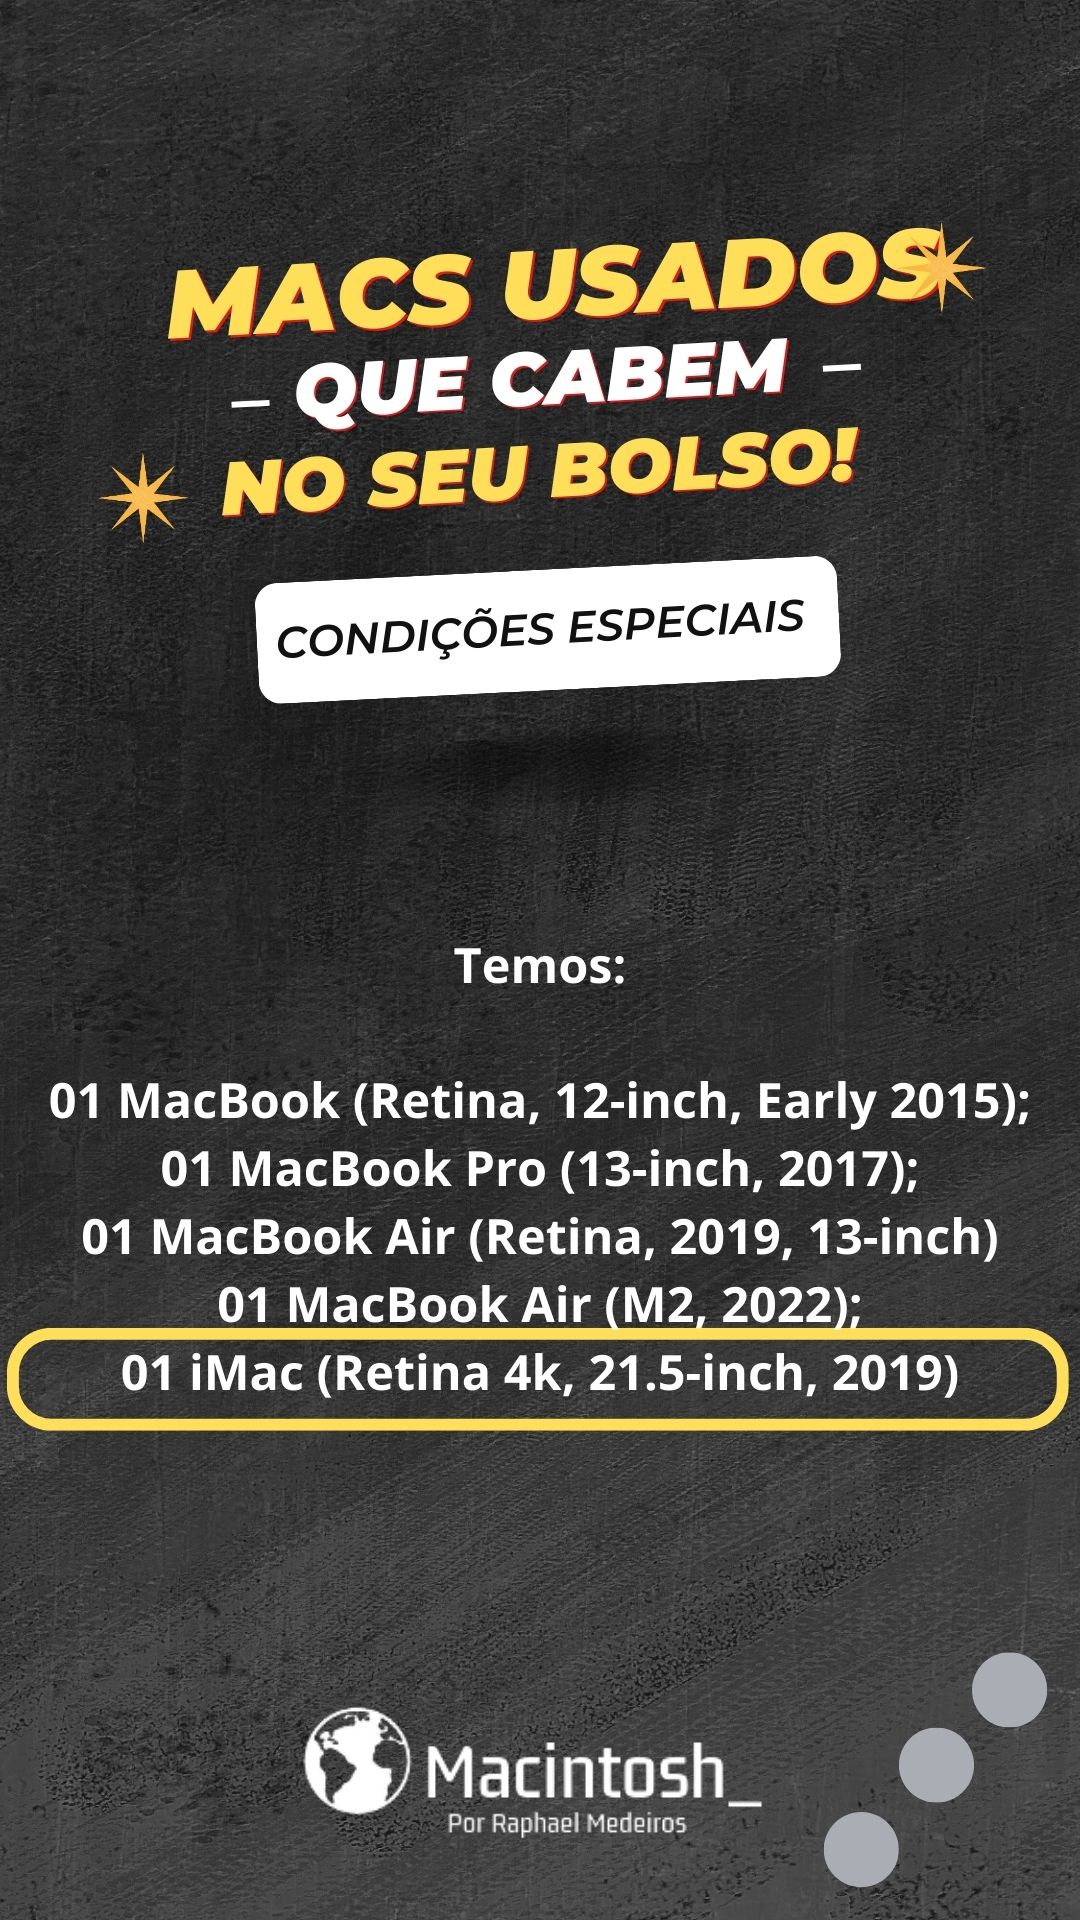 MACS USADOS
– QUE CABEM –
NO SEU BOLSO!
CONDIÇÕES ESPECIAIS
Temos:
01 MacBook (Retina, 12-inch, Early 2015);
01 MacBook Pro (13-inch, 2017);
01 MacBook Air (Retina, 2019, 13-inch)
01 MacBook Air (M2, 2022);
01 iMac (Retina 4k, 21.5-inch, 2019)
Macintosh_
Por Raphael Medeiros